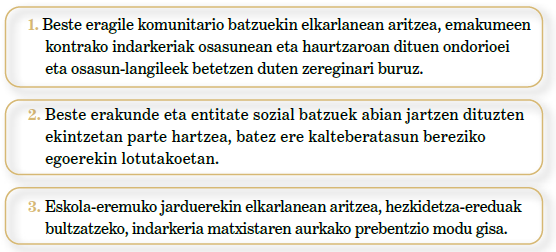 1. Beste eragile komunitario batzuekin elkarlanean aritzea, emakumeen
kontrako indarkeriak osasunean eta haurtzaroan dituen ondorioei
eta osasun-langileek betetzen duten zereginari buruz.
2. Beste erakunde eta entitate sozial batzuek abian jartzen dituzten
ekintzetan parte hartzea, batez ere kalteberatasun bereziko
egoerekin lotutakoetan.
3. Eskola-eremuko jarduerekin elkarlanean aritzea, hezkidetza-ereduak
bultzatzeko, indarkeria matxistaren aurkako prebentzio modu gisa.